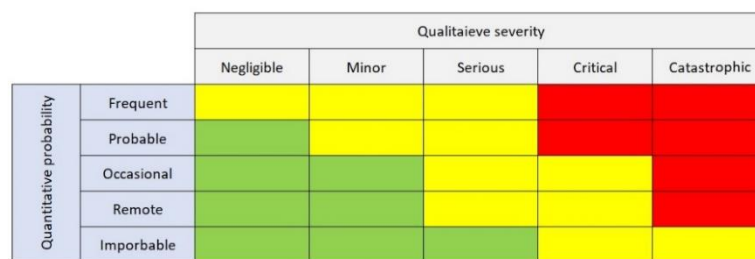 Qualitaieve severity
Negligible Minor Serious Critical Catastrophic
Quantitative probability
Frequent
Probable
Occasional
Remote
Imporbable